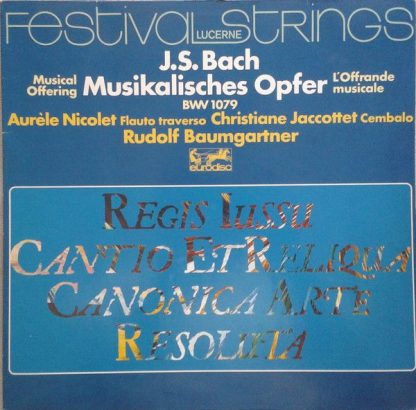 FESTIVAL STRINGS
LUCERNE
J.S. Bach
Musical Offering
Musikalisches Opfer
L'Offrande musicale
BWV 1079
Aurèle Nicolet Flauto traverso Christiane Jaccottet Cembalo
Rudolf Baumgartner
eurodisc
REGIS IUSSU
CANTIO ET RELIQUA
CANONICA ARTE
RESOLUTA